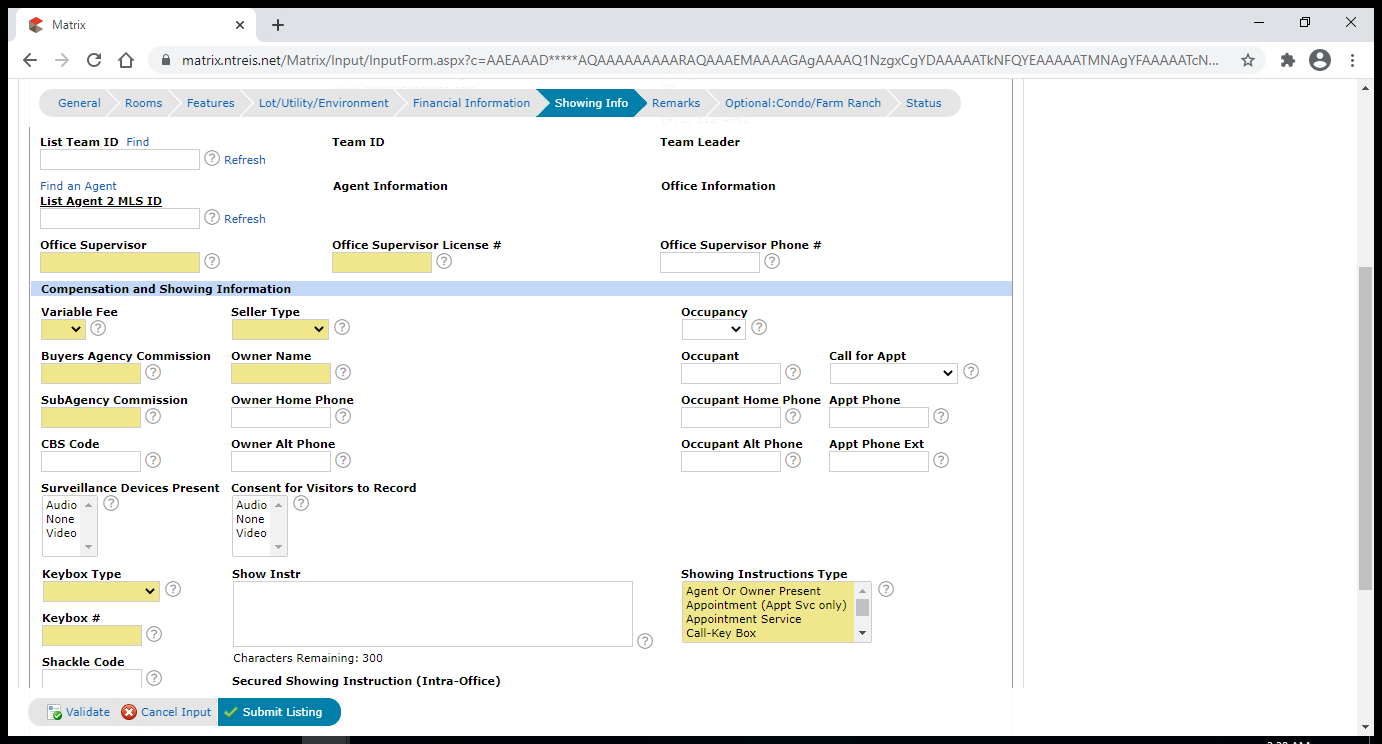 Matrix
matrix.ntreis.net/Matrix/Input/InputForm.aspx?c=AAEAAAD*****AQAAAAAAAAARAQAAAEMAAAAGAgAAAAQ1NzgxCgYDAAAAATkNFQYEAAAAATMNAgYFAAAAATcN...
General Rooms Features Lot/Utility/Environment Financial Information Showing Info Remarks Optional:Condo/Farm Ranch Status
List Team ID Find Team ID Team Leader
? Refresh
Find an Agent Agent Information Office Information
List Agent 2 MLS ID
? Refresh
Office Supervisor Office Supervisor License # Office Supervisor Phone #
? ? ?
Compensation and Showing Information
Variable Fee Seller Type Occupancy
? ? ?
Buyers Agency Commission Owner Name Occupant Call for Appt
? ? ? ?
SubAgency Commission Owner Home Phone Occupant Home Phone Appt Phone
? ? ? ?
CBS Code Owner Alt Phone Occupant Alt Phone Appt Phone Ext
? ? ? ?
Surveillance Devices Present Consent for Visitors to Record
Audio ? Audio ?
None None
Video Video
Keybox Type Show Instr Showing Instructions Type
? Agent Or Owner Present ?
Appointment (Appt Svc only)
Keybox # Appointment Service
? Call-Key Box
?
Shackle Code Characters Remaining: 300
?
Secured Showing Instruction (Intra-Office)
Validate Cancel Input Submit Listing